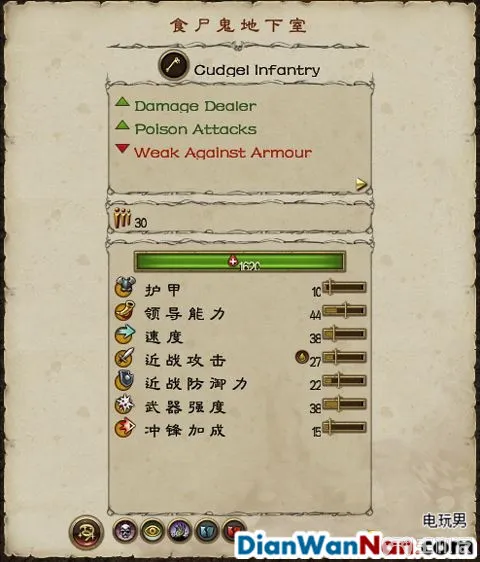 食尸鬼地下室
Cudgel Infantry
Damage Dealer
Poison Attacks
Weak Against Armour
30
1620
护甲 10
领导能力 44
速度 38
近战攻击 27
近战防御力 22
武器强度 38
冲锋加成 15
电玩男
DianWanNan.com